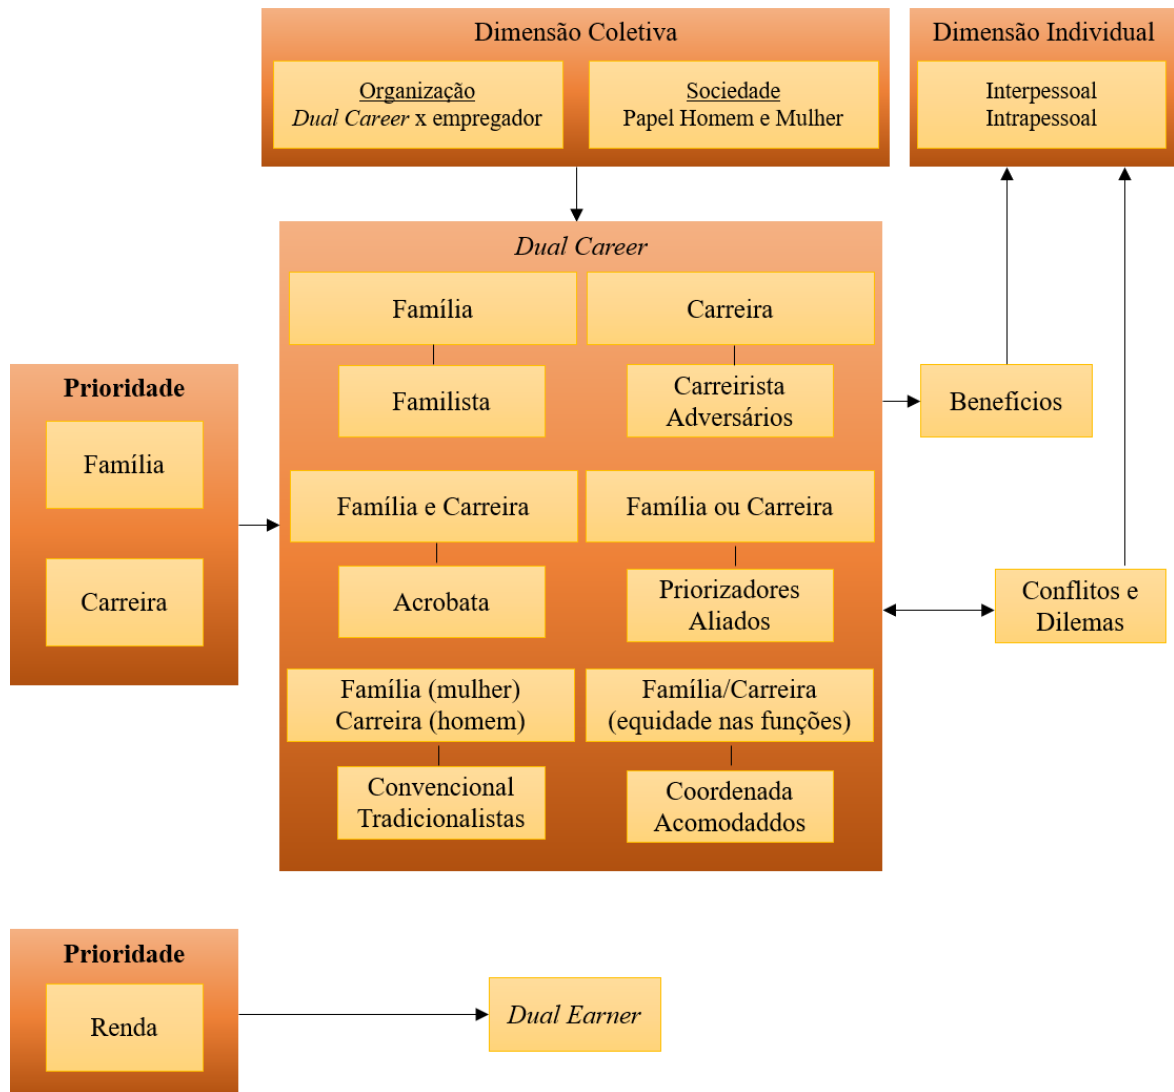 Dimensão Coletiva
Organização
Dual Career x empregador
Sociedade
Papel Homem e Mulher
Dimensão Individual
Interpessoal
Intrapessoal
Dual Career
Família
Carreira
Familista
Carreirista
Adversários
Família e Carreira
Família ou Carreira
Acrobata
Priorizadores
Aliados
Família (mulher)
Carreira (homem)
Família/Carreira
(equidade nas funções)
Convencional
Tradicionalistas
Coordenada
Acomodaddos
Prioridade
Família
Carreira
Benefícios
Conflitos e
Dilemas
Prioridade
Renda
Dual Earner